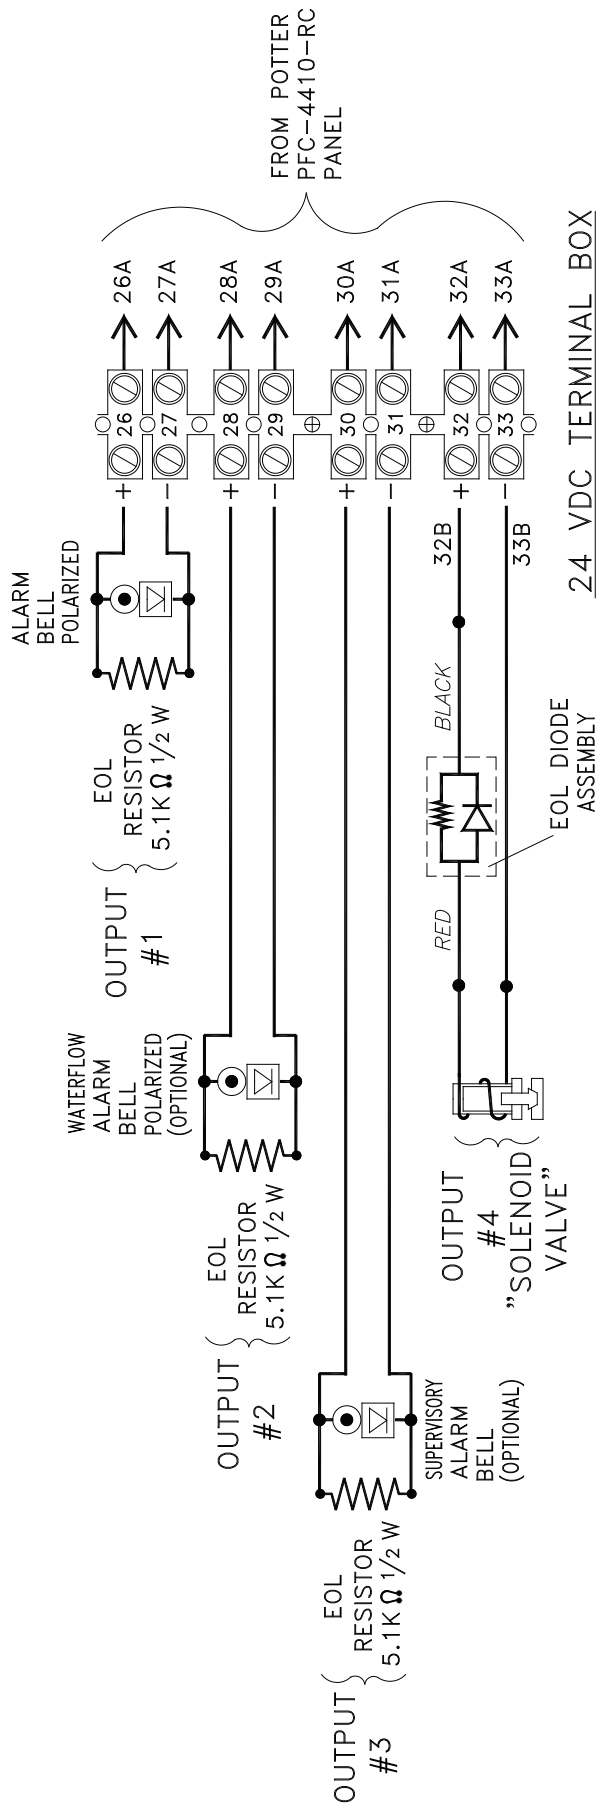 FROM POTTER
PFC-4410-RC
PANEL
26A
27A
28A
29A
30A
31A
32A
33A
26
27
28
29
30
31
32
33
+
-
+
-
+
-
+
-
24 VDC TERMINAL BOX
ALARM
BELL
POLARIZED
EOL
RESISTOR
5.1K Ω 1/2 W
OUTPUT
#1
WATERFLOW
ALARM
BELL
POLARIZED
(OPTIONAL)
EOL
RESISTOR
5.1K Ω 1/2 W
OUTPUT
#2
SUPERVISORY
ALARM
BELL
(OPTIONAL)
EOL
RESISTOR
5.1K Ω 1/2 W
OUTPUT
#3
32B
33B
BLACK
RED
EOL DIODE
ASSEMBLY
OUTPUT
#4
"SOLENOID
VALVE"